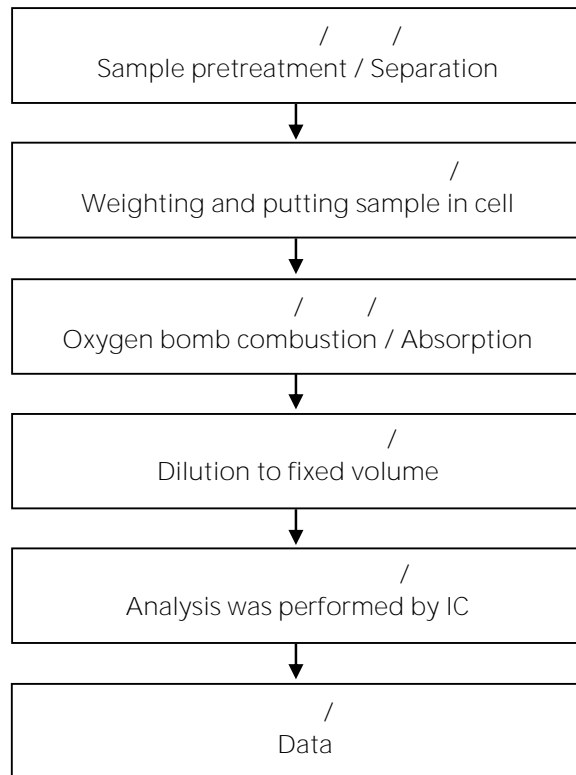 / /
Sample pretreatment / Separation
/
Weighting and putting sample in cell
/ /
Oxygen bomb combustion / Absorption
/
Dilution to fixed volume
/
Analysis was performed by IC
/
Data